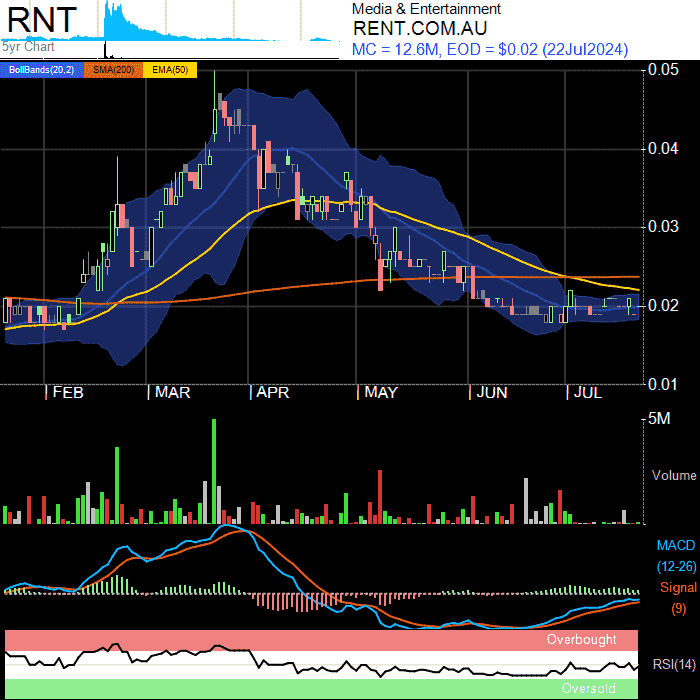 RNT
Media & Entertainment
RENT.COM.AU
5yr Chart
MC = 12.6M, EOD = $0.02 (22Jul2024)
BollBands(20,2) SMA(200) EMA(50)
0.05
0.04
0.03
0.02
0.01
FEB MAR APR MAY JUN JUL
5M
Volume
MACD
(12-26)
Signal
(9)
Overbought
RSI(14)
Oversold